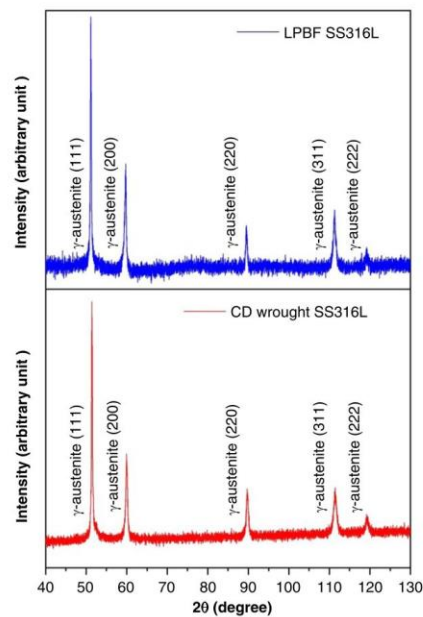 LPBF SS316L
Intensity (arbitrary unit )
γ-austenite (111)
γ-austenite (200)
γ-austenite (220)
γ-austenite (311)
γ-austenite (222)
CD wrought SS316L
Intensity (arbitrary unit )
γ-austenite (111)
γ-austenite (200)
γ-austenite (220)
γ-austenite (311)
γ-austenite (222)
40 50 60 70 80 90 100 110 120 130
2θ (degree)